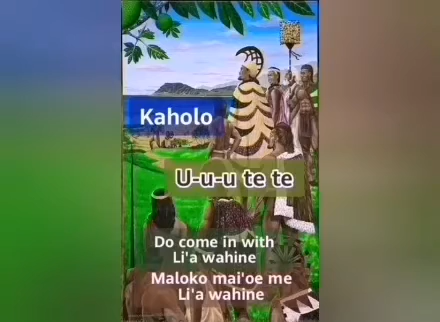 Kaholo
U-u-u te te
Do come in with
Li'a wahine
Maloko mai'oe me
Li'a wahine